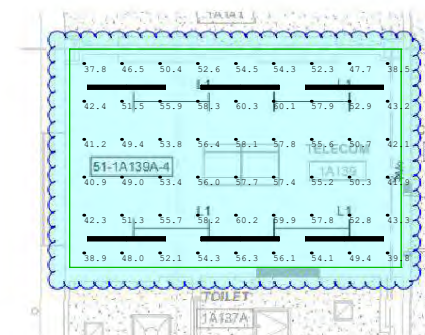 1A1A1
37.8 46.5 50.4 52.6 54.5 54.3 52.3 47.7 38.5
L1 L1
42.4 51.5 55.9 58.3 60.3 60.1 57.9 52.9 43.2
41.2 49.4 53.8 56.4 58.1 57.8 55.6 50.7 42.1
TELECOM
51-1A139A-4 1A139
40.9 49.0 53.4 56.0 57.7 57.4 55.2 50.3 41.9
L1 L1
42.3 51.3 55.7 58.2 60.2 59.9 57.8 52.8 43.3
38.9 48.0 52.1 54.3 56.3 56.1 54.1 49.4 39.8
TOILET
1A137A